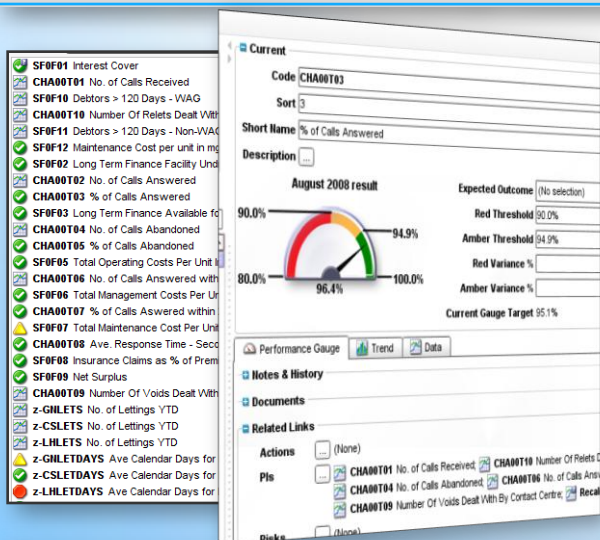 SF0F01 Interest Cover
CHA00T01 No. of Calls Received
SF0F10 Debtors > 120 Days - WAG
CHA00T10 Number Of Relets Dealt With
SF0F11 Debtors > 120 Days - Non-WAG
SF0F12 Maintenance Cost per unit in mg
SF0F02 Long Term Finance Facility Und
CHA00T02 No. of Calls Answered
CHA00T03 % of Calls Answered
SF0F03 Long Term Finance Available fo
CHA00T04 No. of Calls Abandoned
CHA00T05 % of Calls Abandoned
SF0F05 Total Operating Costs Per Unit
CHA00T06 No. of Calls Answered with
SF0F06 Total Management Costs Per Un
CHA00T07 % of Calls Aswered within
SF0F07 Total Maintenance Cost Per Unit
CHA00T08 Ave. Response Time - Seco
SF0F08 Insurance Claims as % of Prem
SF0F09 Net Surplus
CHA00T09 Number Of Voids Dealt With
z-GNLETS No. of Lettings YTD
z-CSLETS No. of Lettings YTD
z-LHLETS No. of Lettings YTD
z-GNLETDAYS Ave Calendar Days for
z-CSLETDAYS Ave Calendar Days for
z-LHLETDAYS Ave Calendar Days for
Current
Code CHA00T03
Sort 3
Short Name % of Calls Answered
Description ...
August 2008 result
90.0%
94.9%
80.0%
100.0%
96.4%
Expected Outcome (No selection)
Red Threshold 90.0%
Amber Threshold 94.9%
Red Variance %
Amber Variance %
Current Gauge Target 95.1%
Performance Gauge Trend Data
Notes & History
Documents
Related Links
Actions ... (None)
PIs ... CHA00T01 No. of Calls Received; CHA00T10 Number Of Relets D
CHA00T04 No. of Calls Abandoned; CHA00T06 No. of Calls Answ
CHA00T09 Number Of Voids Dealt With By Contact Centre; Recal
Risks ... (None)